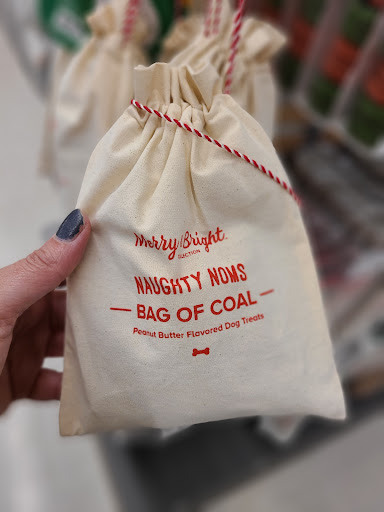 Merry & Bright
COLLECTION
NAUGHTY NOMS
BAG OF COAL
Peanut Butter Flavored Dog Treats